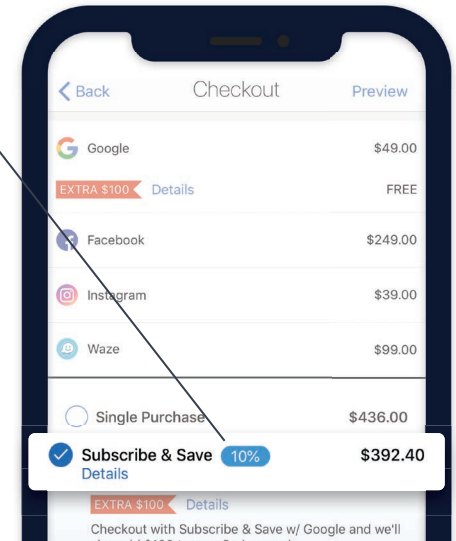 Back Checkout Preview
Google $49.00
EXTRA $100 Details FREE
Facebook $249.00
Instagram $39.00
Waze $99.00
Single Purchase $436.00
Subscribe & Save 10% $392.40
Details
EXTRA $100 Details
Checkout with Subscribe & Save w/ Google and we'll